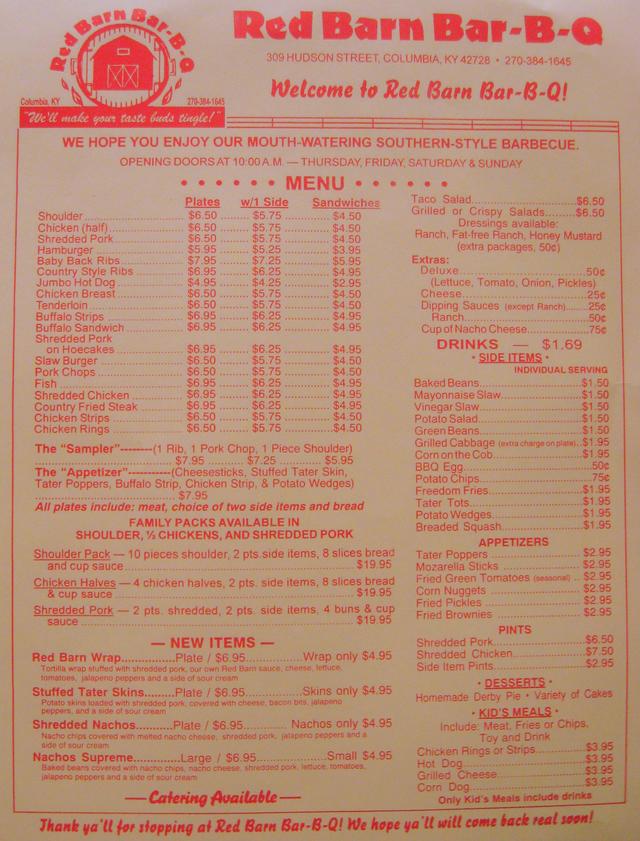 Red Barn Bar-B-Q
Columbia, KY 270-384-1645
"We'll make your taste buds tingle!"
Red Barn Bar-B-Q
309 HUDSON STREET, COLUMBIA, KY 42728 • 270-384-1645
Welcome to Red Barn Bar-B-Q!
WE HOPE YOU ENJOY OUR MOUTH-WATERING SOUTHERN-STYLE BARBECUE.
OPENING DOORS AT 10:00 A.M. — THURSDAY, FRIDAY, SATURDAY & SUNDAY
• • • • • • MENU • • • • • •
Plates w/1 Side Sandwiches
Shoulder $6.50 $5.75 $4.50
Chicken (half) $6.50 $5.75 $4.50
Shredded Pork $6.50 $5.75 $4.50
Hamburger $5.95 $5.25 $3.95
Baby Back Ribs $7.95 $7.25 $5.95
Country Style Ribs $6.95 $6.25 $4.95
Jumbo Hot Dog $4.95 $4.25 $2.95
Chicken Breast $6.50 $5.75 $4.50
Tenderloin $6.50 $5.75 $4.50
Buffalo Strips $6.95 $6.25 $4.95
Buffalo Sandwich $6.95 $6.25 $4.95
Shredded Pork
on Hoecakes $6.95 $6.25 $4.95
Slaw Burger $6.50 $5.75 $4.50
Pork Chops $6.50 $5.75 $4.50
Fish $6.95 $6.25 $4.95
Shredded Chicken $6.95 $6.25 $4.95
Country Fried Steak $6.95 $6.25 $4.95
Chicken Strips $6.50 $5.75 $4.50
Chicken Rings $6.50 $5.75 $4.50
The "Sampler"--------(1 Rib, 1 Pork Chop, 1 Piece Shoulder)
$7.95 $7.25 $5.95
The "Appetizer"-----------(Cheesesticks, Stuffed Tater Skin,
Tater Poppers, Buffalo Strip, Chicken Strip, & Potato Wedges)
$7.95
All plates include: meat, choice of two side items and bread
FAMILY PACKS AVAILABLE IN
SHOULDER, ½ CHICKENS, AND SHREDDED PORK
Shoulder Pack — 10 pieces shoulder, 2 pts. side items, 8 slices bread
and cup sauce $19.95
Chicken Halves — 4 chicken halves, 2 pts. side items, 8 slices bread
& cup sauce $19.95
Shredded Pork — 2 pts. shredded, 2 pts. side items, 4 buns & cup
sauce $19.95
— NEW ITEMS —
Red Barn Wrap Plate / $6.95 Wrap only $4.95
Tortilla wrap stuffed with shredded pork, our own Red Barn sauce, cheese, lettuce,
tomatoes, jalapeno peppers and a side of sour cream
Stuffed Tater Skins Plate / $6.95 Skins only $4.95
Potato skins loaded with shredded pork, covered with cheese, bacon bits, jalapeno
peppers, and a side of sour cream
Shredded Nachos Plate / $6.95 Nachos only $4.95
Nacho chips covered with melted nacho cheese, shredded pork, jalapeno peppers and a
side of sour cream
Nachos Supreme Large / $6.95 Small $4.95
Baked beans covered with nacho chips, nacho cheese, shredded pork, lettuce, tomatoes,
jalapeno peppers and a side of sour cream
— Catering Available —
Taco Salad $6.50
Grilled or Crispy Salads $6.50
Dressings available:
Ranch, Fat-free Ranch, Honey Mustard
(extra packages, 50¢)
Extras:
Deluxe 50¢
(Lettuce, Tomato, Onion, Pickles)
Cheese 25¢
Dipping Sauces (except Ranch) 25¢
Ranch 50¢
Cup of Nacho Cheese 75¢
DRINKS — $1.69
• SIDE ITEMS •
INDIVIDUAL SERVING
Baked Beans $1.50
Mayonnaise Slaw $1.50
Vinegar Slaw $1.50
Potato Salad $1.50
Green Beans $1.50
Grilled Cabbage (extra charge on plate) $1.95
Corn on the Cob $1.95
BBQ Egg 50¢
Potato Chips 75¢
Freedom Fries $1.95
Tater Tots $1.95
Potato Wedges $1.95
Breaded Squash $1.95
APPETIZERS
Tater Poppers $2.95
Mozarella Sticks $2.95
Fried Green Tomatoes (seasonal) $2.95
Corn Nuggets $2.95
Fried Pickles $2.95
Fried Brownies $2.95
PINTS
Shredded Pork $6.50
Shredded Chicken $7.50
Side Item Pints $2.95
• DESSERTS •
Homemade Derby Pie • Variety of Cakes
• KID'S MEALS •
Include: Meat, Fries or Chips,
Toy and Drink
Chicken Rings or Strips $3.95
Hot Dog $3.95
Grilled Cheese $3.95
Corn Dog $3.95
Only Kid's Meals include drinks
Thank ya'll for stopping at Red Barn Bar-B-Q! We hope ya'll will come back real soon!